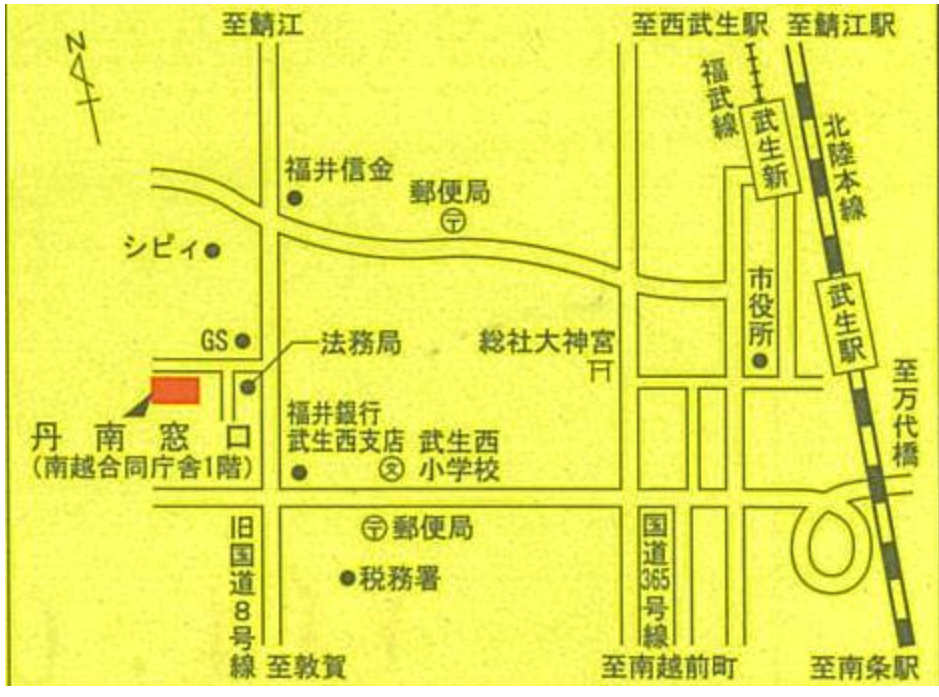 至鯖江
至西武生駅
至鯖江駅
N
福武線
武生新
北陸本線
福井信金
郵便局
〒
シピィ
市役所
武生駅
GS
法務局
総社大神宮
至万代橋
丹南窓口
(南越合同庁舎1階)
福井銀行
武生西支店
文
武生西
小学校
〒郵便局
旧国道8号線
税務署
国道365号線
至敦賀
至南越前町
至南条駅